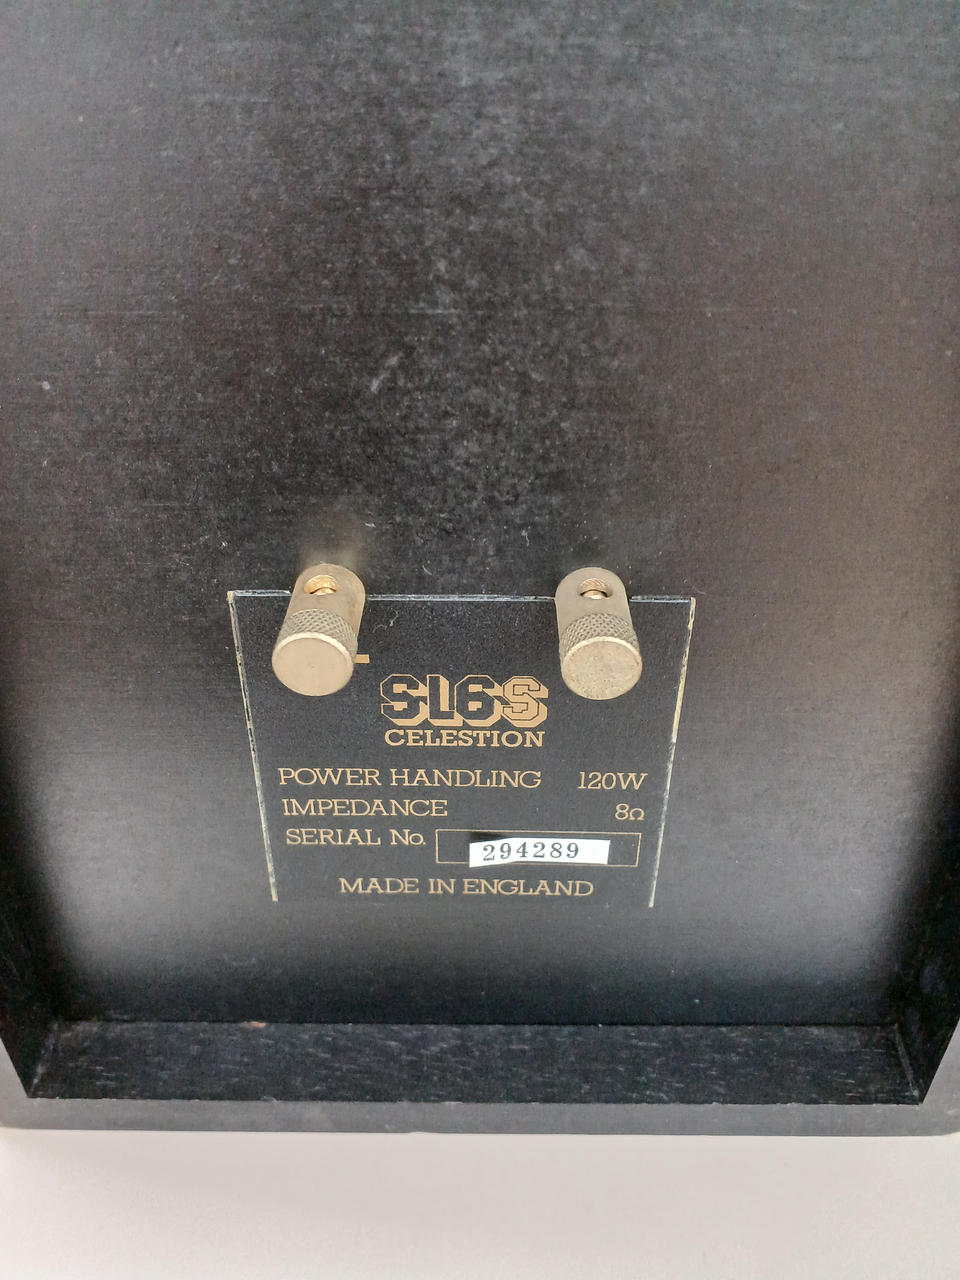 SL6S
CELESTION
POWER HANDLING 120W
IMPEDANCE 8Ω
SERIAL No. 294289
MADE IN ENGLAND